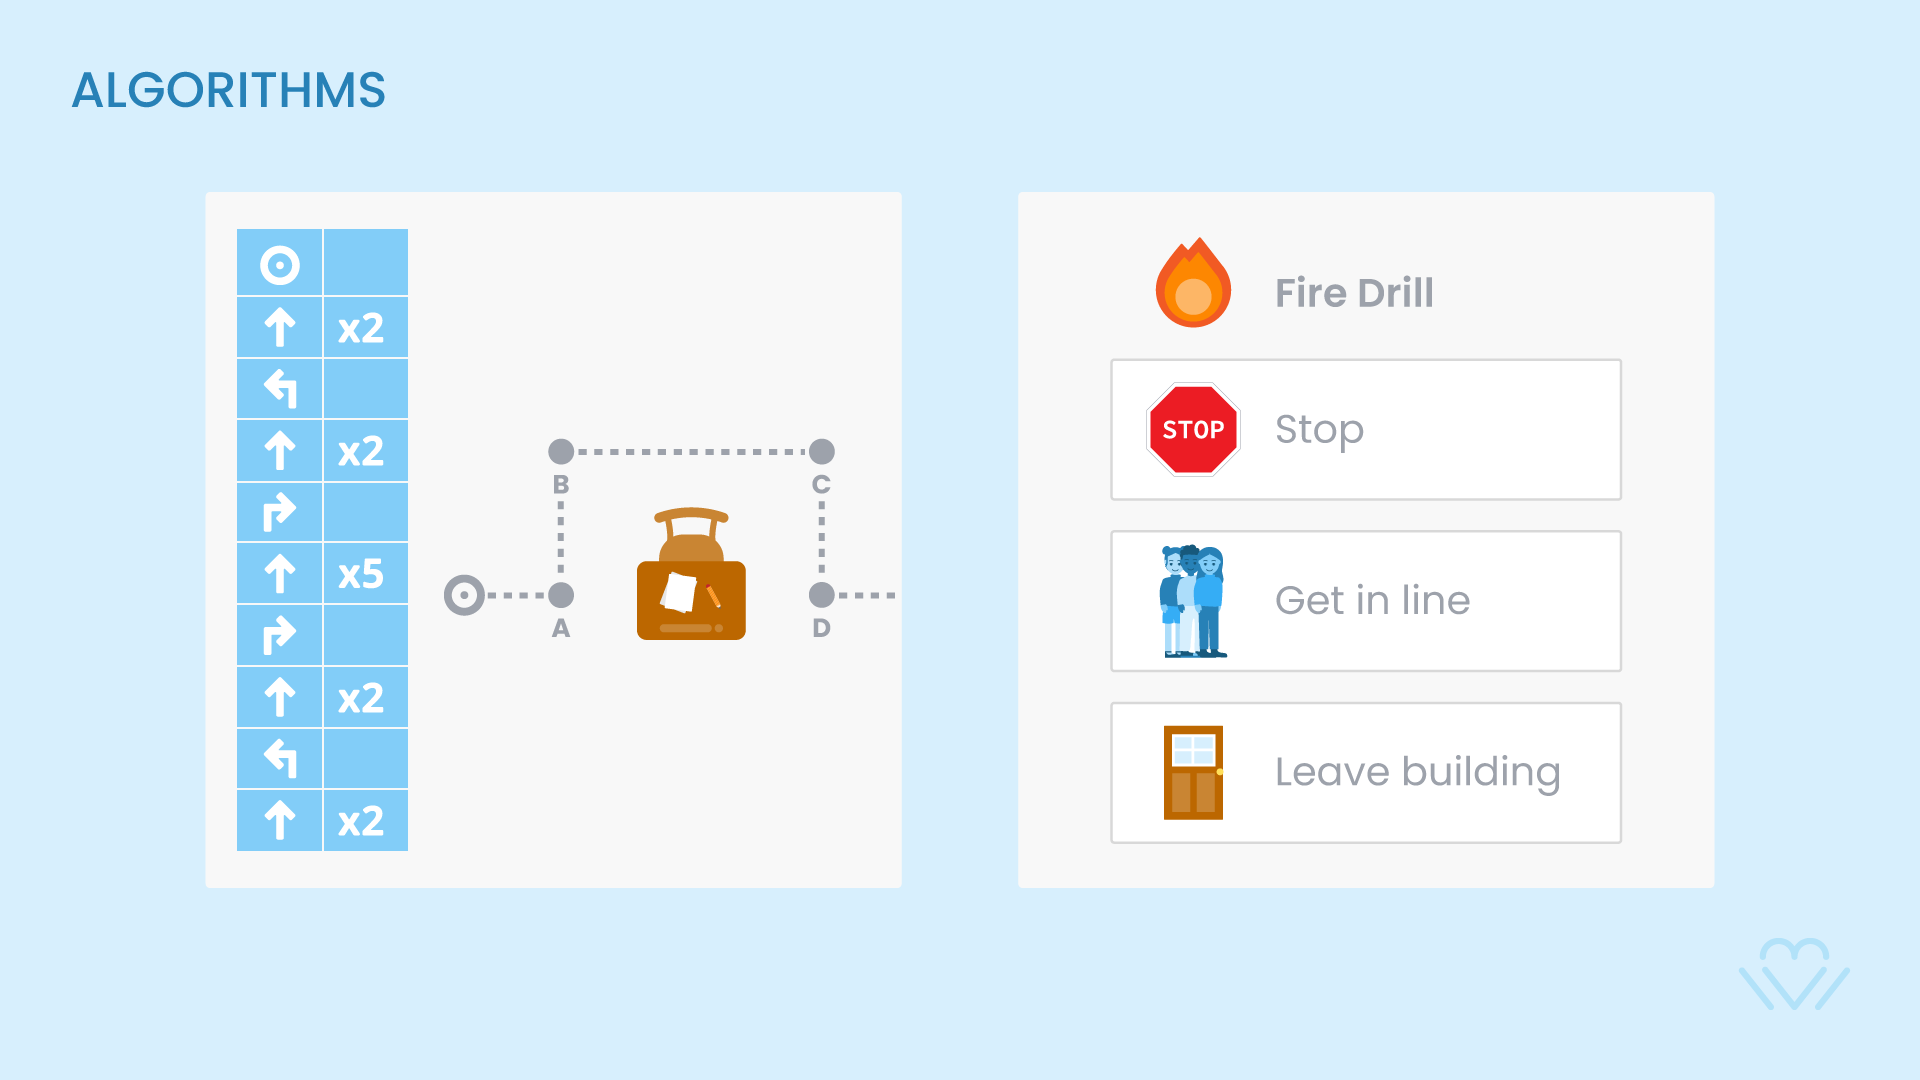 ALGORITHMS
x2
x2
x5
x2
x2
B
C
A
D
Fire Drill
STOP
Stop
Get in line
Leave building